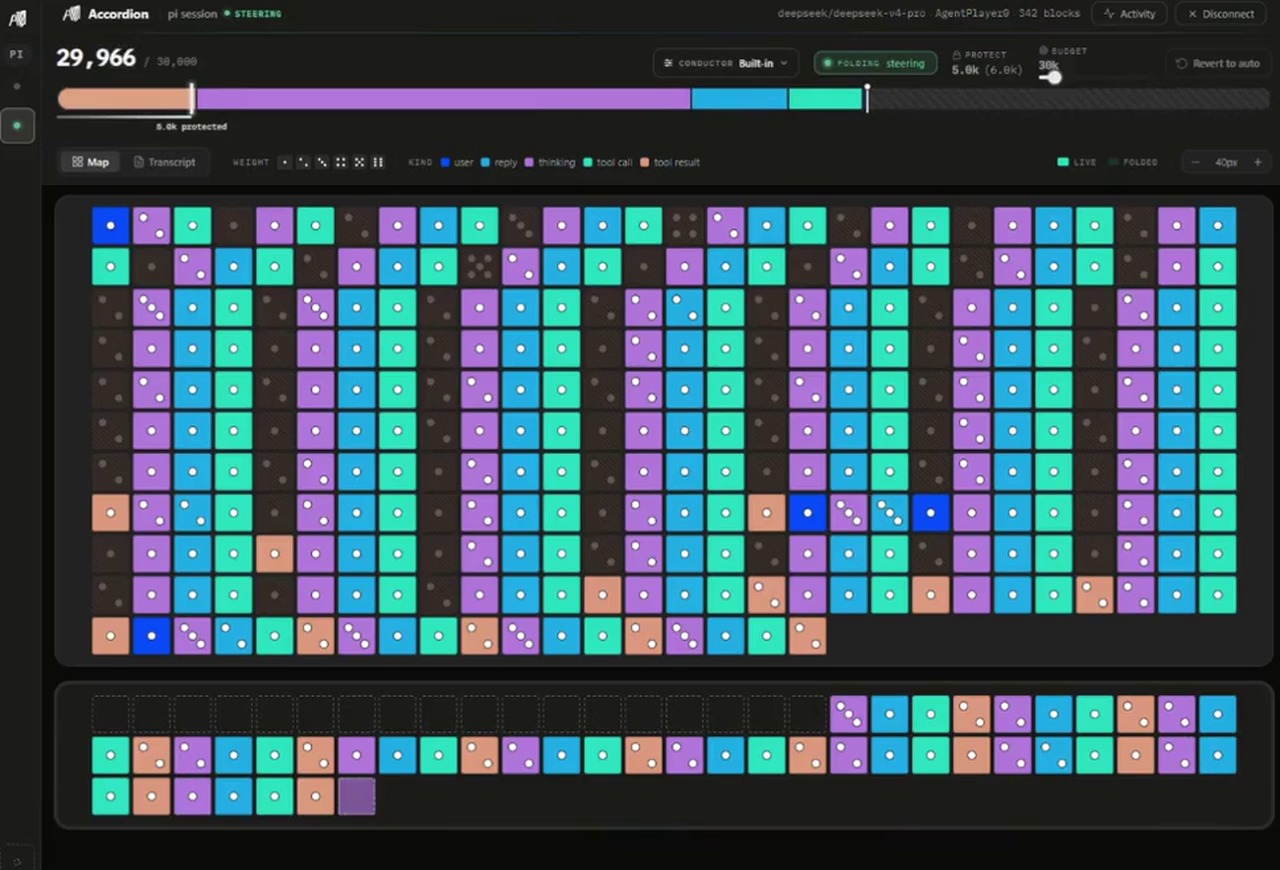 Accordion pi session STEERING deepseek/deepseek-v4-pro AgentPlayer0 342 blocks Activity Disconnect
PI
29,966 / 30,000 CONDUCTOR Built-in FOLDING steering PROTECT 5.0k (6.0k) BUDGET 30k Revert to auto
5.0k protected
Map Transcript WEIGHT KIND user reply thinking tool call tool result LIVE FOLDED − 40px +